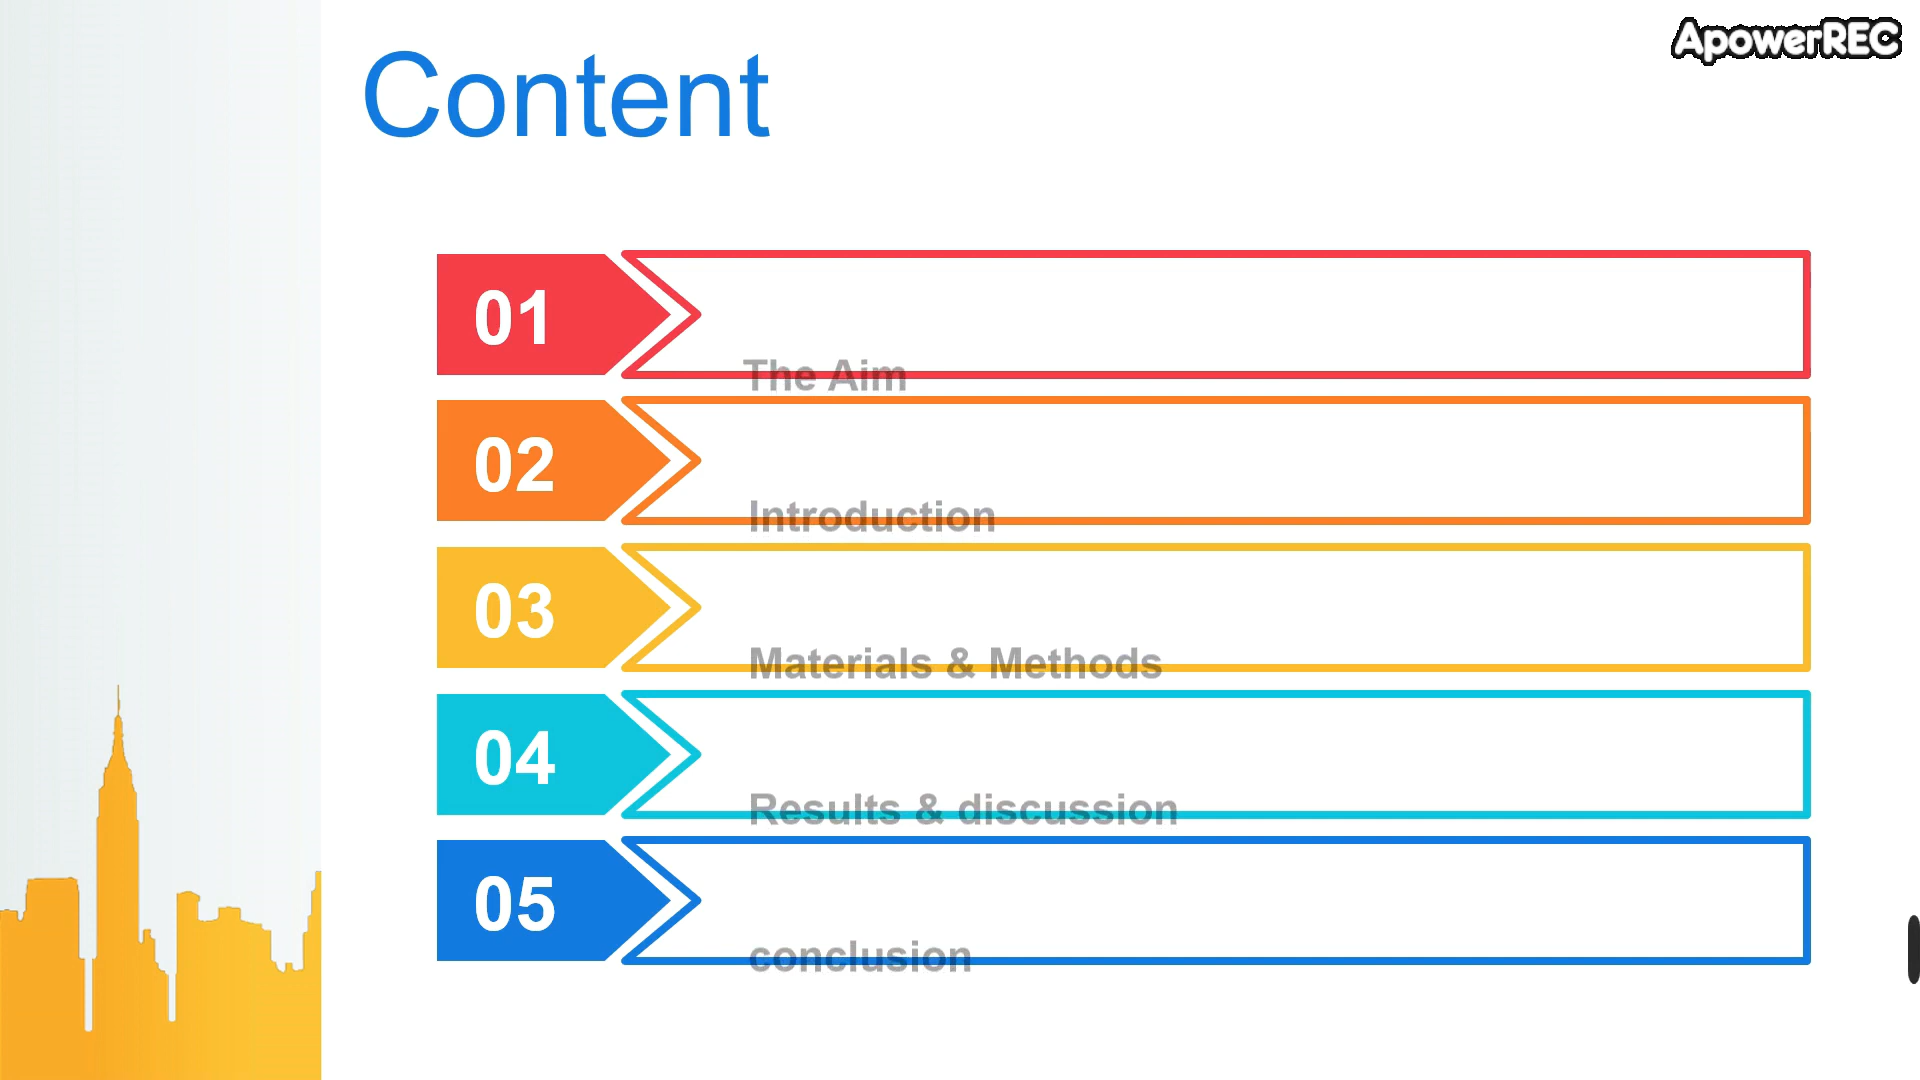 ApowerREC
Content
01
The Aim
02
Introduction
03
Materials & Methods
04
Results & discussion
05
conclusion